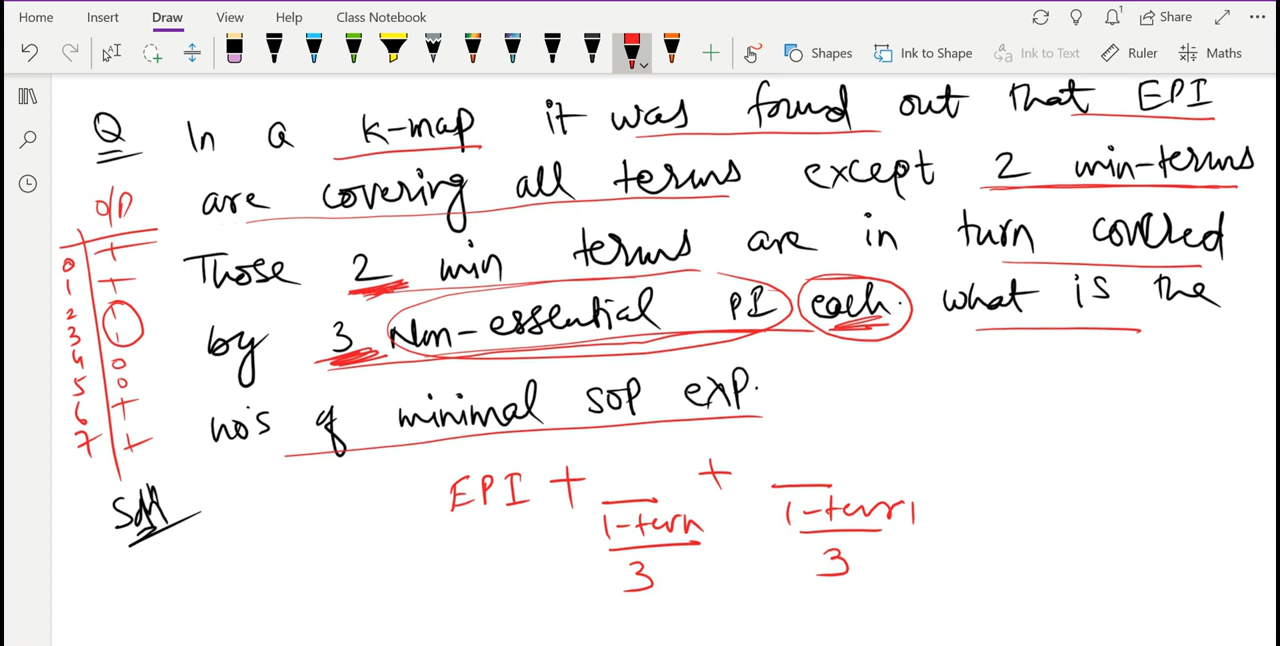 Home Insert Draw View Help Class Notebook
1 Share
Shapes Ink to Shape Ink to Text Ruler Maths
Q In a k-map it was found out that EPI
are covering all terms except 2 min-terms
Those 2 min terms are in turn covered
by 3 Non-essential PI each. what is the
no's of minimal SOP exp.
O/P
0 1
1 1
2 1
3 1
4 0
5 0
6 1
7 1
Soln
EPI + +
1-term 1-term
3 3